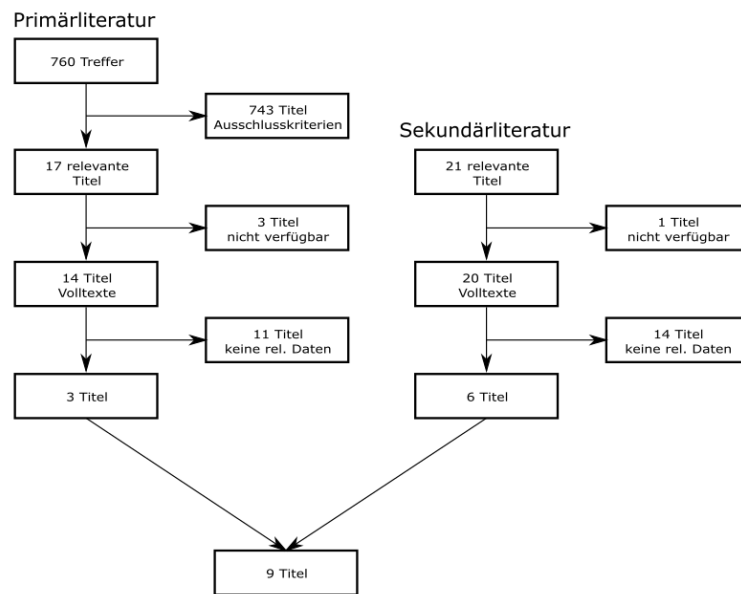 Primärliteratur
760 Treffer
743 Titel
Ausschlusskriterien
17 relevante
Titel
3 Titel
nicht verfügbar
14 Titel
Volltexte
11 Titel
keine rel. Daten
3 Titel
Sekundärliteratur
21 relevante
Titel
1 Titel
nicht verfügbar
20 Titel
Volltexte
14 Titel
keine rel. Daten
6 Titel
9 Titel